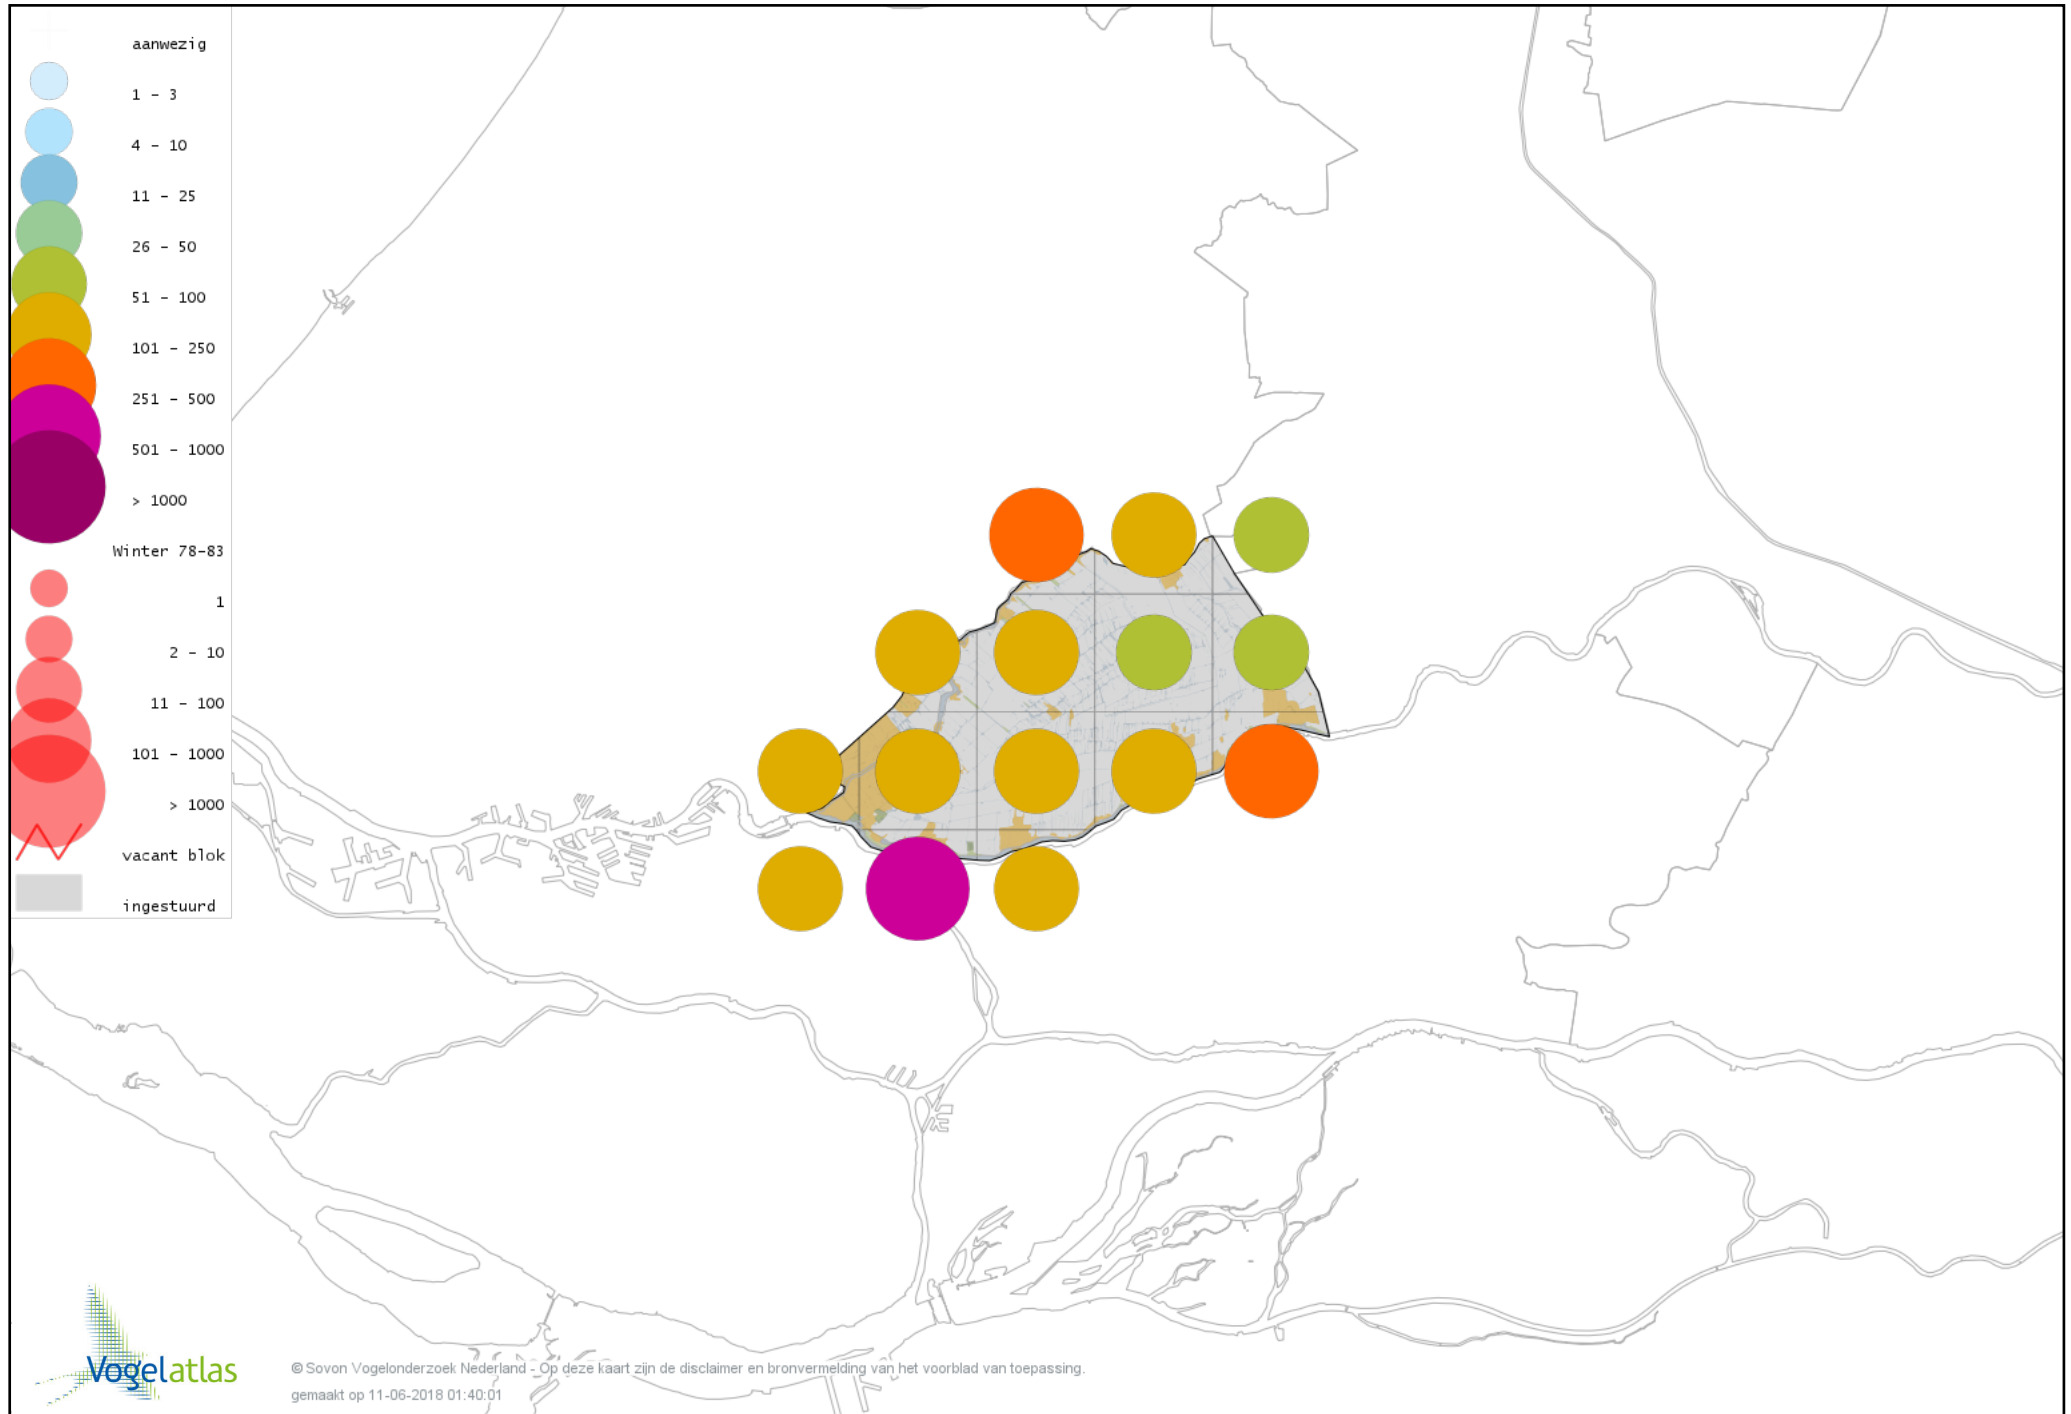 aanwezig
1 - 3
4 - 10
11 - 25
26 - 50
51 - 100
101 - 250
251 - 500
501 - 1000
> 1000
Winter 78-83
1
2 - 10
11 - 100
101 - 1000
> 1000
vacant blok
ingestuurd
Vogelatlas
© Sovon Vogelonderzoek Nederland - Op deze kaart zijn de disclaimer en bronvermelding van het voorblad van toepassing.
gemaakt op 11-06-2018 01:40:01